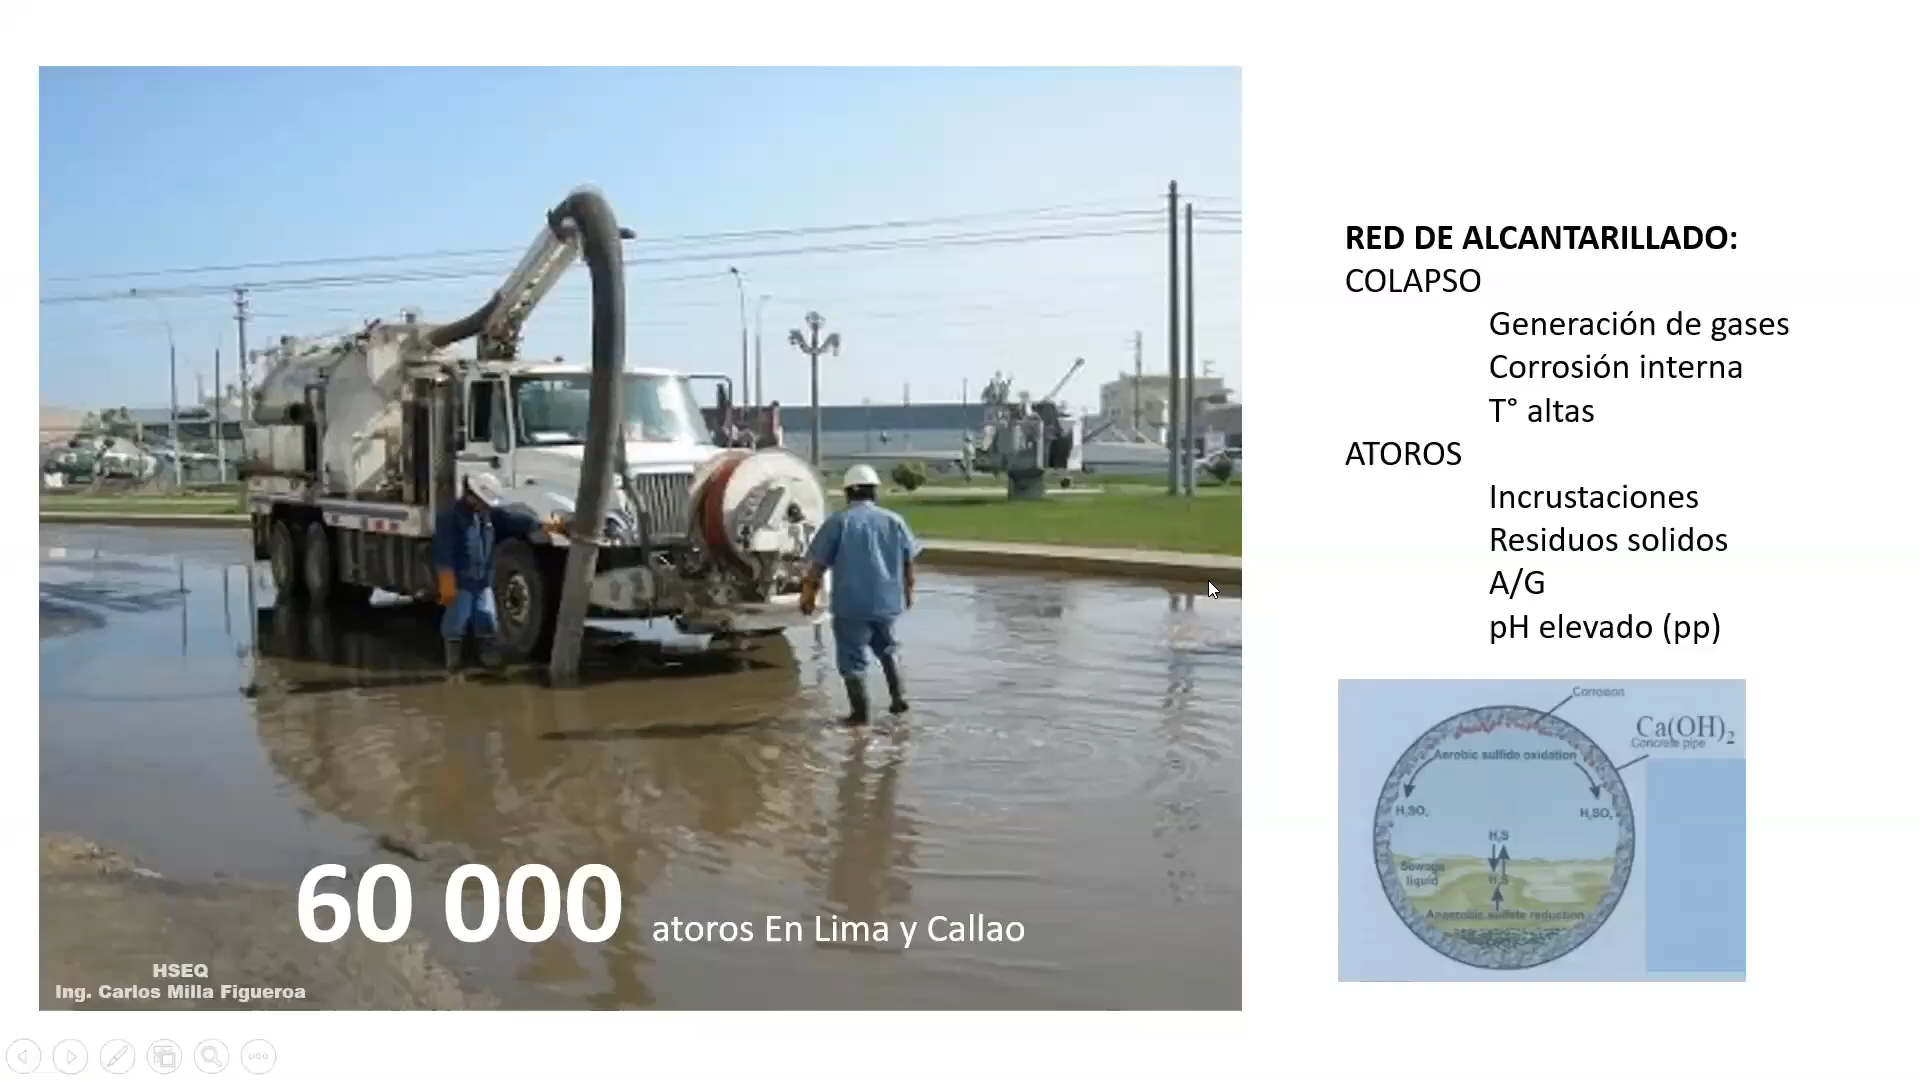 RED DE ALCANTARILLADO:
COLAPSO
Generación de gases
Corrosión interna
T° altas
ATOROS
Incrustaciones
Residuos solidos
A/G
pH elevado (pp)
60 000 atoros En Lima y Callao
HSEQ
Ing. Carlos Milla Figueroa
Corrosion
Ca(OH)₂
Concrete pipe
Aerobic sulfide oxidation
H₂SO₄ H₂SO₄
H₂S
Sewage
liquid
H₂S
Anaerobic sulfate reduction